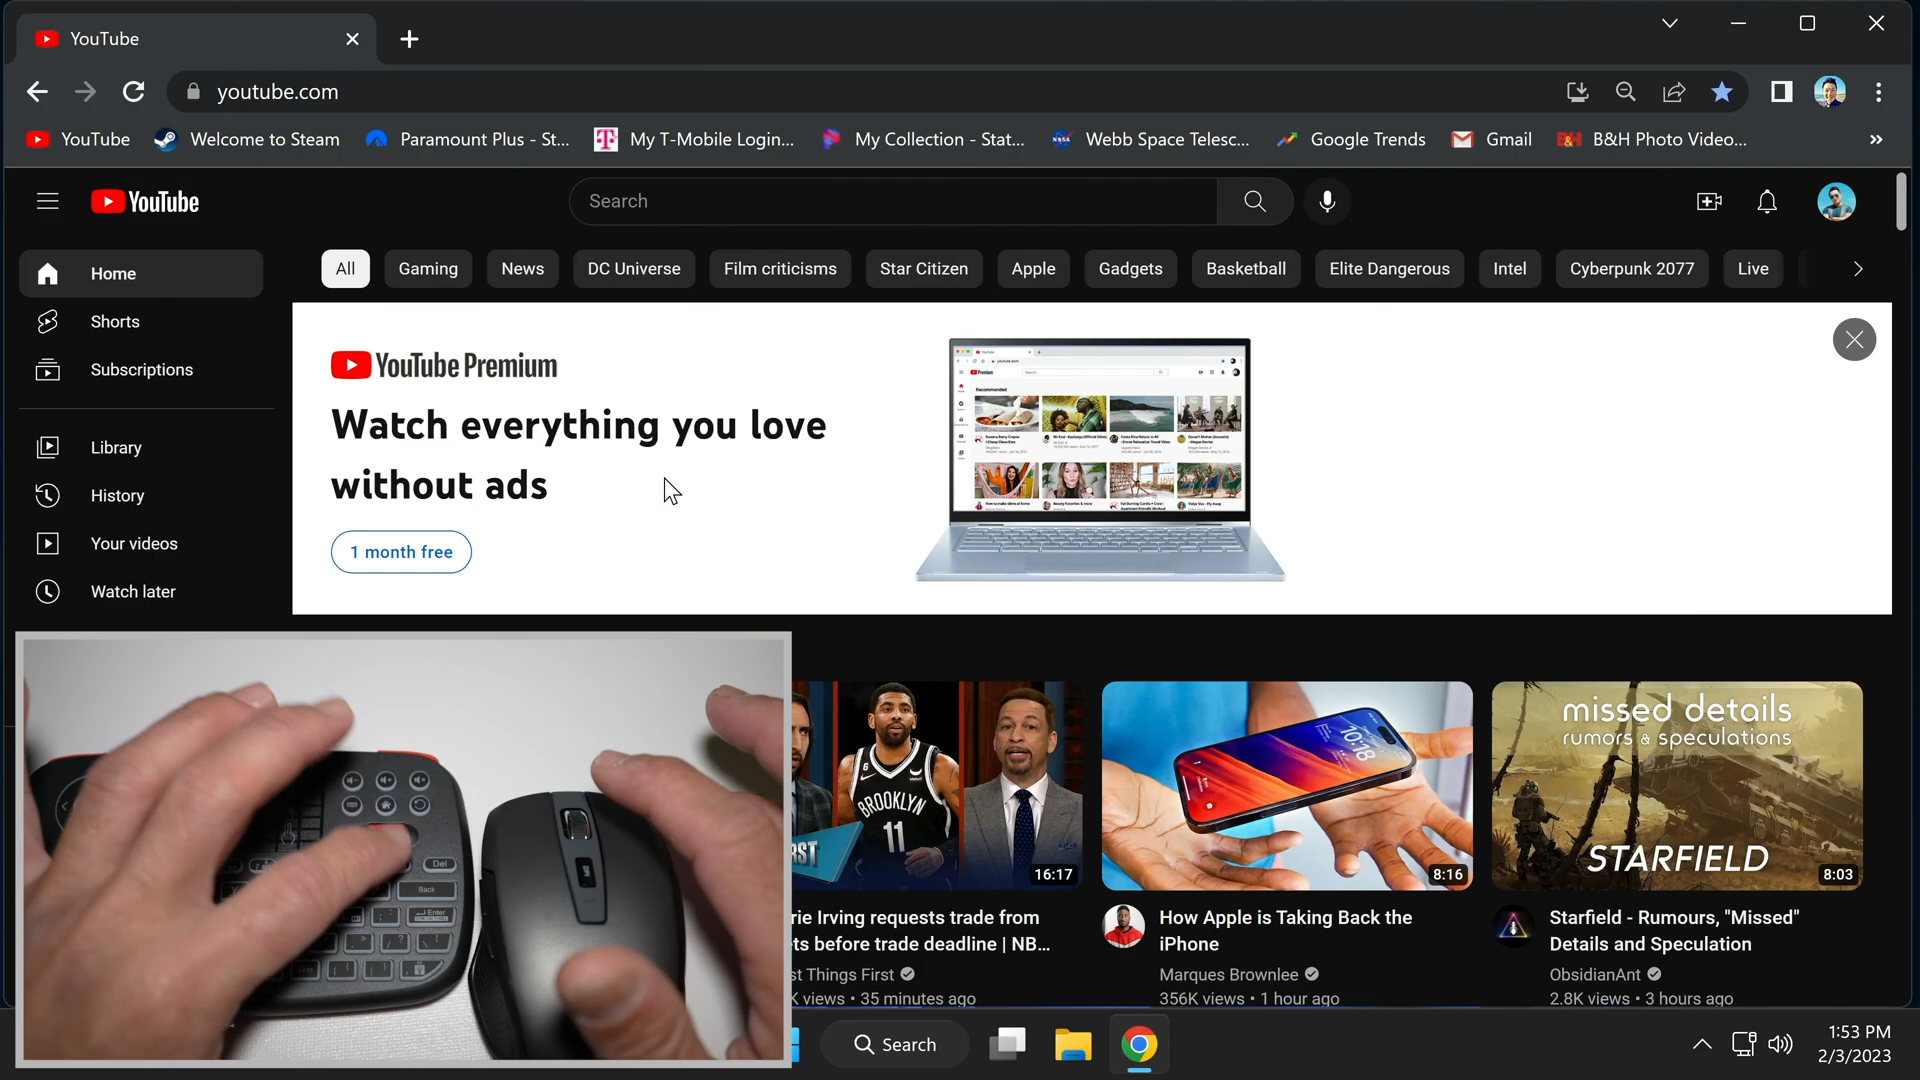 YouTube
youtube.com
YouTube
Welcome to Steam
Paramount Plus - St...
My T-Mobile Login...
My Collection - Stat...
Webb Space Telesc...
Google Trends
Gmail
B&H Photo Video...
YouTube
Search
Home
Shorts
Subscriptions
Library
History
Your videos
Watch later
All
Gaming
News
DC Universe
Film criticisms
Star Citizen
Apple
Gadgets
Basketball
Elite Dangerous
Intel
Cyberpunk 2077
Live
YouTube Premium
Watch everything you love
without ads
1 month free
Recommended
Del
Back
Enter
BROOKLYN
11
16:17
rie Irving requests trade from
ts before trade deadline | NB...
st Things First
K views • 35 minutes ago
10:18
8:16
How Apple is Taking Back the
iPhone
Marques Brownlee
356K views • 1 hour ago
missed details
rumors & speculations
STARFIELD
8:03
Starfield - Rumours, "Missed"
Details and Speculation
ObsidianAnt
2.8K views • 3 hours ago
Search
1:53 PM
2/3/2023